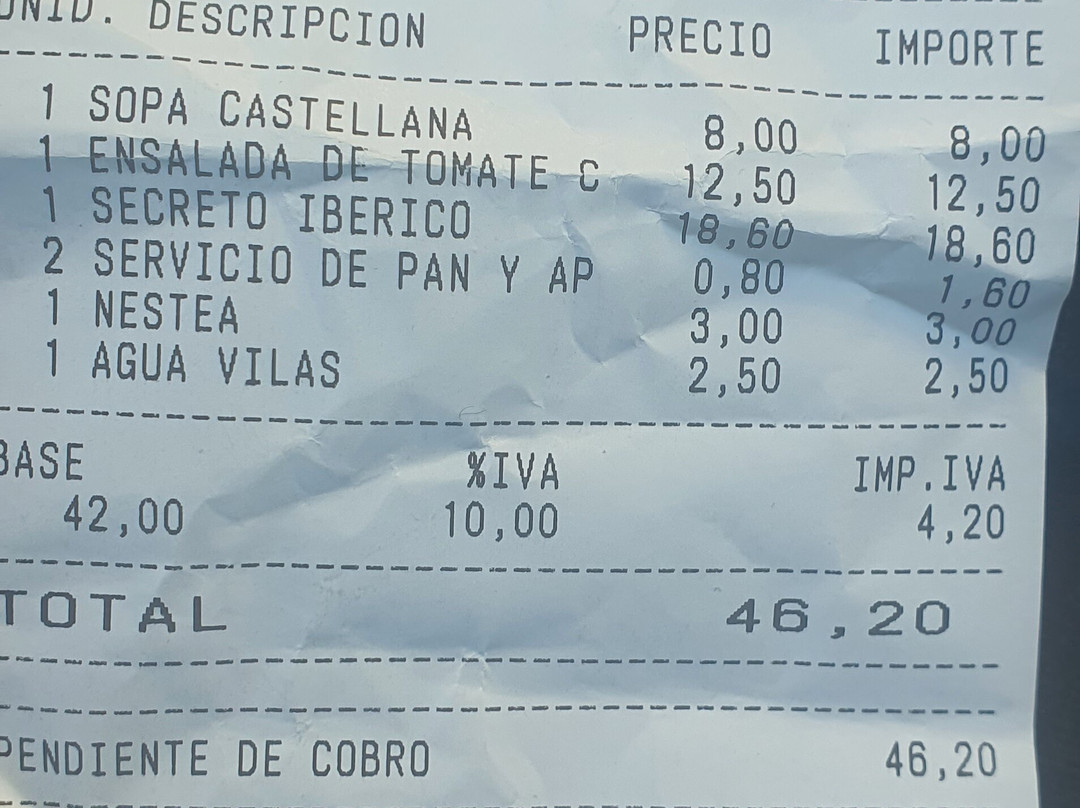 UNID. DESCRIPCION PRECIO IMPORTE
1 SOPA CASTELLANA 8,00 8,00
1 ENSALADA DE TOMATE C 12,50 12,50
1 SECRETO IBERICO 18,60 18,60
2 SERVICIO DE PAN Y AP 0,80 1,60
1 NESTEA 3,00 3,00
1 AGUA VILAS 2,50 2,50
BASE %IVA IMP.IVA
42,00 10,00 4,20
TOTAL 46,20
PENDIENTE DE COBRO 46,20